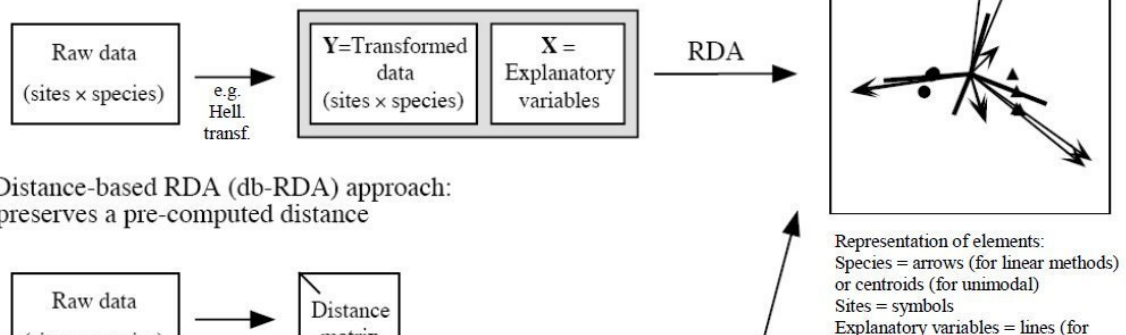 Raw data
(sites × species)
e.g.
Hell.
transf.
Y=Transformed
data
(sites × species)
X =
Explanatory
variables
RDA
Distance-based RDA (db-RDA) approach:
preserves a pre-computed distance
Raw data
Distance
Representation of elements:
Species = arrows (for linear methods)
or centroids (for unimodal)
Sites = symbols
Explanatory variables = lines (for